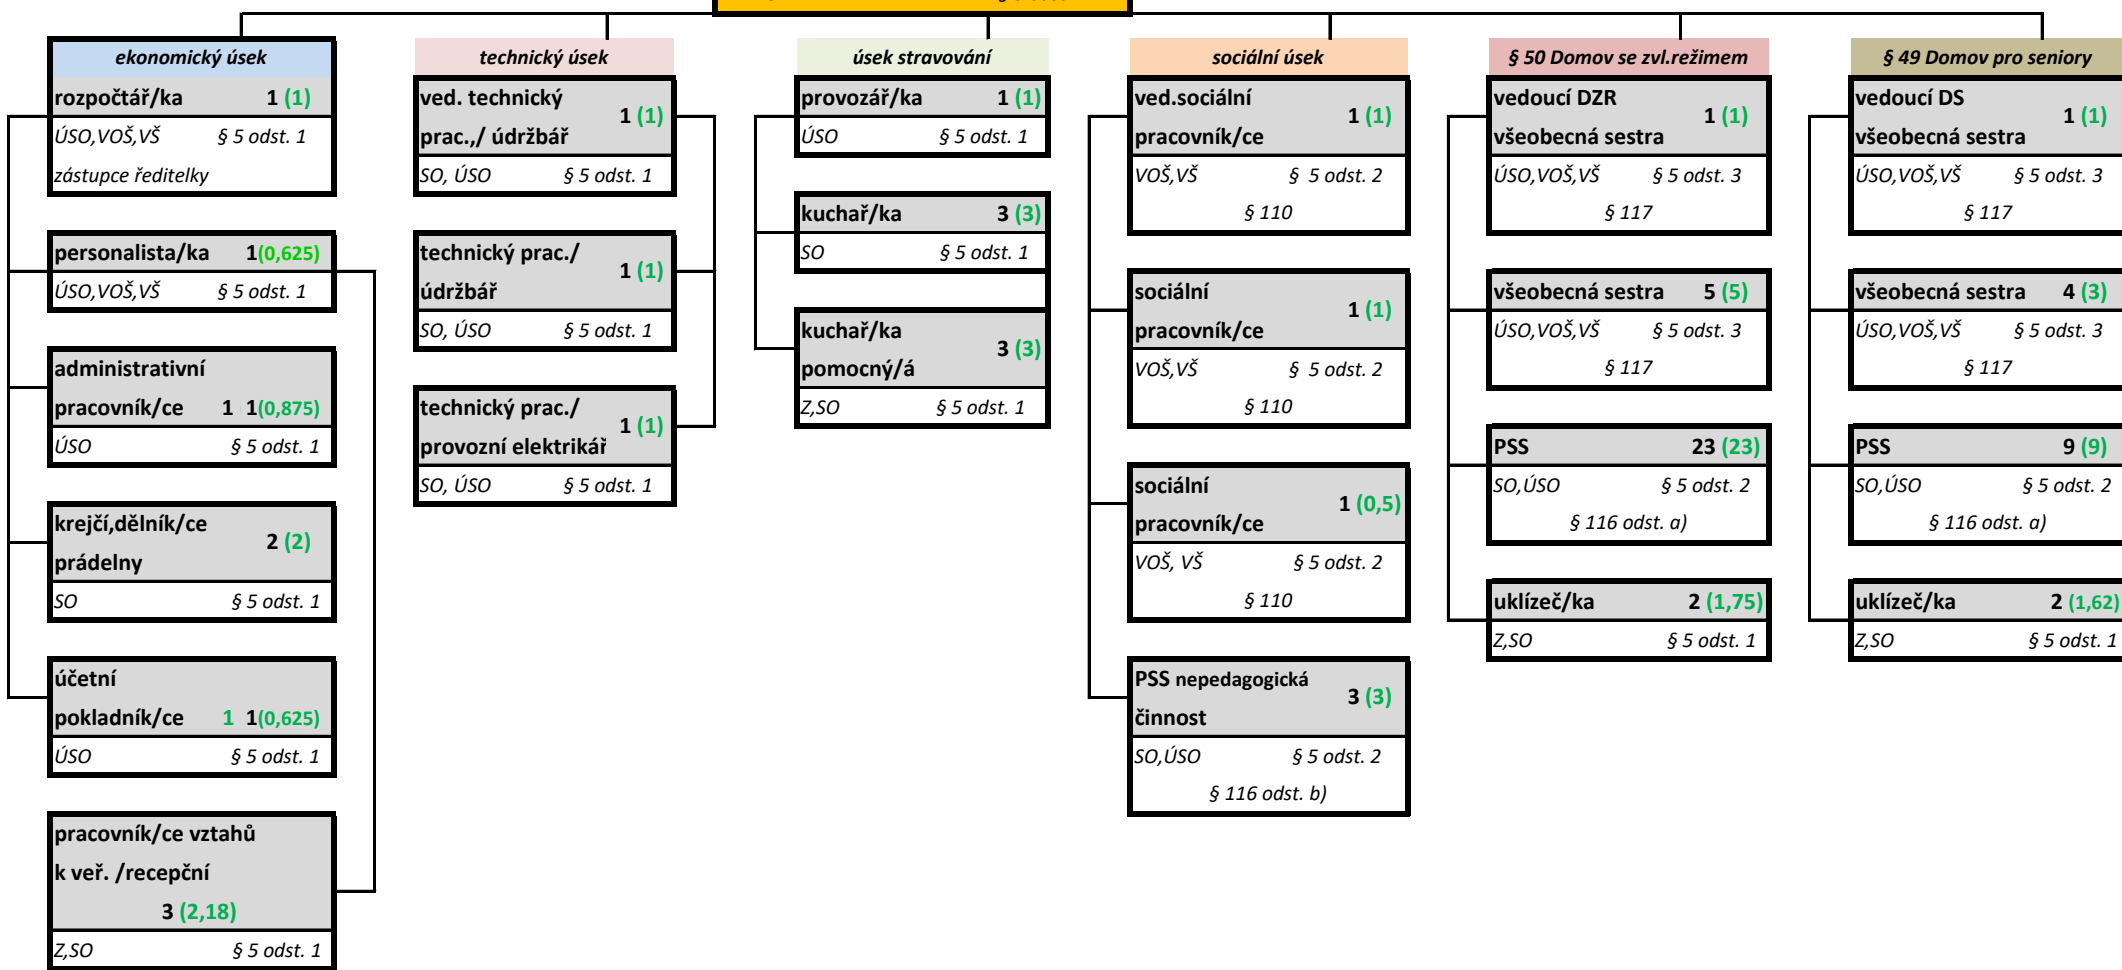 ekonomický úsek
rozpočtář/ka 1 (1)
ÚSO,VOŠ,VŠ § 5 odst. 1
zástupce ředitelky
personalista/ka 1(0,625)
ÚSO,VOŠ,VŠ § 5 odst. 1
administrativní
pracovník/ce 1 1(0,875)
ÚSO § 5 odst. 1
krejčí,dělník/ce
prádelny
2 (2)
SO § 5 odst. 1
účetní
pokladník/ce 1 1(0,625)
ÚSO § 5 odst. 1
pracovník/ce vztahů
k veř. /recepční
3 (2,18)
Z,SO § 5 odst. 1
technický úsek
ved. technický
prac.,/ údržbář
1 (1)
SO, ÚSO § 5 odst. 1
technický prac./
údržbář
1 (1)
SO, ÚSO § 5 odst. 1
technický prac./
provozní elektrikář
1 (1)
SO, ÚSO § 5 odst. 1
úsek stravování
provozář/ka 1 (1)
ÚSO § 5 odst. 1
kuchař/ka 3 (3)
SO § 5 odst. 1
kuchař/ka
pomocný/á
3 (3)
Z,SO § 5 odst. 1
sociální úsek
ved.sociální
pracovník/ce
1 (1)
VOŠ,VŠ § 5 odst. 2
§ 110
sociální
pracovník/ce
1 (1)
VOŠ,VŠ § 5 odst. 2
§ 110
sociální
pracovník/ce
1 (0,5)
VOŠ, VŠ § 5 odst. 2
§ 110
PSS nepedagogická
činnost
3 (3)
SO,ÚSO § 5 odst. 2
§ 116 odst. b)
§ 50 Domov se zvl.režimem
vedoucí DZR
všeobecná sestra
1 (1)
ÚSO,VOŠ,VŠ § 5 odst. 3
§ 117
všeobecná sestra 5 (5)
ÚSO,VOŠ,VŠ § 5 odst. 3
§ 117
PSS 23 (23)
SO,ÚSO § 5 odst. 2
§ 116 odst. a)
uklízeč/ka 2 (1,75)
Z,SO § 5 odst. 1
§ 49 Domov pro seniory
vedoucí DS
všeobecná sestra
1 (1)
ÚSO,VOŠ,VŠ § 5 odst. 3
§ 117
všeobecná sestra 4 (3)
ÚSO,VOŠ,VŠ § 5 odst. 3
§ 117
PSS 9 (9)
SO,ÚSO § 5 odst. 2
§ 116 odst. a)
uklízeč/ka 2 (1,62)
Z,SO § 5 odst. 1